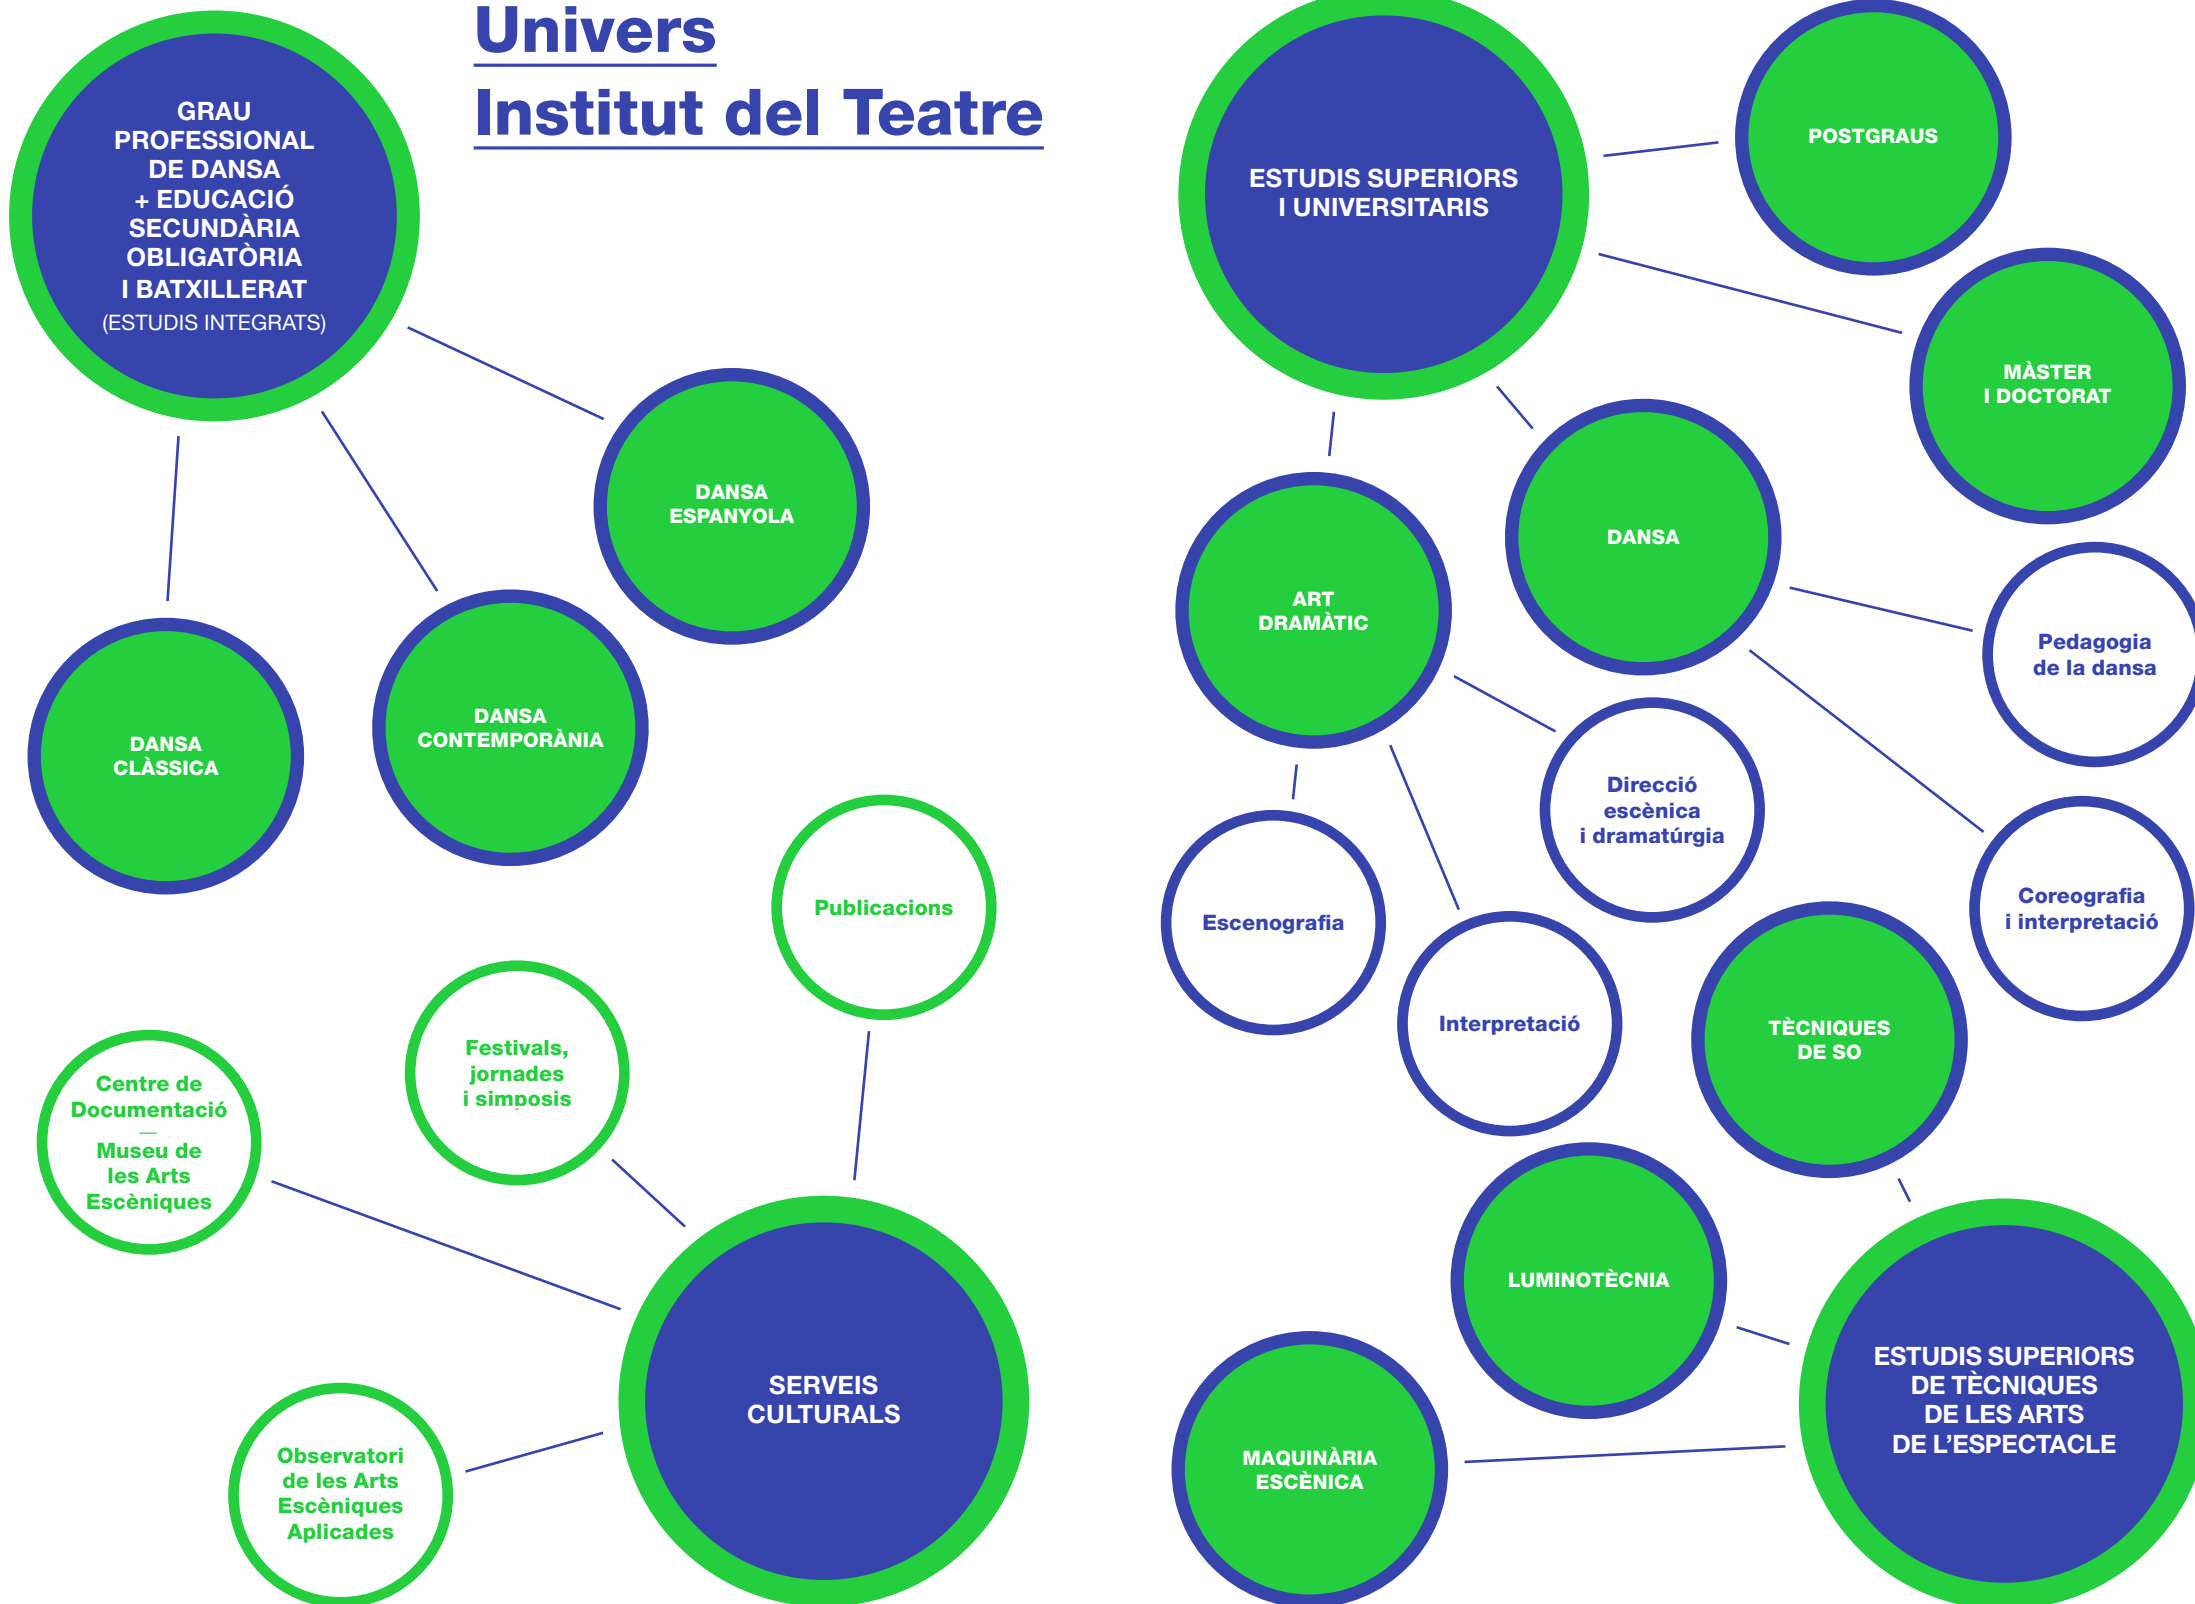 Univers
Institut del Teatre
GRAU
PROFESSIONAL
DE DANSA
+ EDUCACIÓ
SECUNDÀRIA
OBLIGATÒRIA
I BATXILLERAT
(ESTUDIS INTEGRATS)
DANSA
ESPANYOLA
DANSA
CONTEMPORÀNIA
DANSA
CLÀSSICA
Publicacions
Festivals,
jornades
i simposis
Centre de
Documentació
—
Museu de
les Arts
Escèniques
Observatori
de les Arts
Escèniques
Aplicades
SERVEIS
CULTURALS
ESTUDIS SUPERIORS
I UNIVERSITARIS
POSTGRAUS
MÀSTER
I DOCTORAT
DANSA
ART
DRAMÀTIC
Pedagogia
de la dansa
Direcció
escènica
i dramatúrgia
Coreografia
i interpretació
Escenografia
Interpretació
TÈCNIQUES
DE SO
LUMINOTÈCNIA
MAQUINÀRIA
ESCÈNICA
ESTUDIS SUPERIORS
DE TÈCNIQUES
DE LES ARTS
DE L’ESPECTACLE